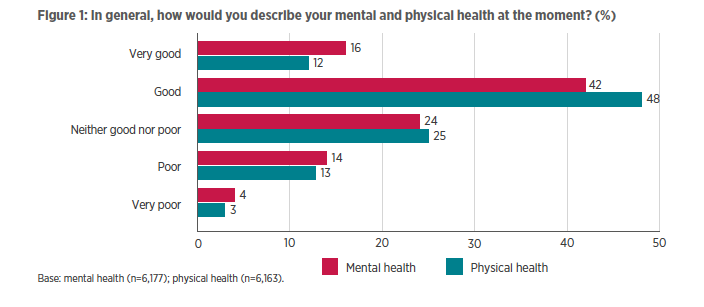 Figure 1: In general, how would you describe your mental and physical health at the moment? (%)
Very good
16
12
Good
42
48
Neither good nor poor
24
25
Poor
14
13
Very poor
4
3
0 10 20 30 40 50
Mental health Physical health
Base: mental health (n=6,177); physical health (n=6,163).